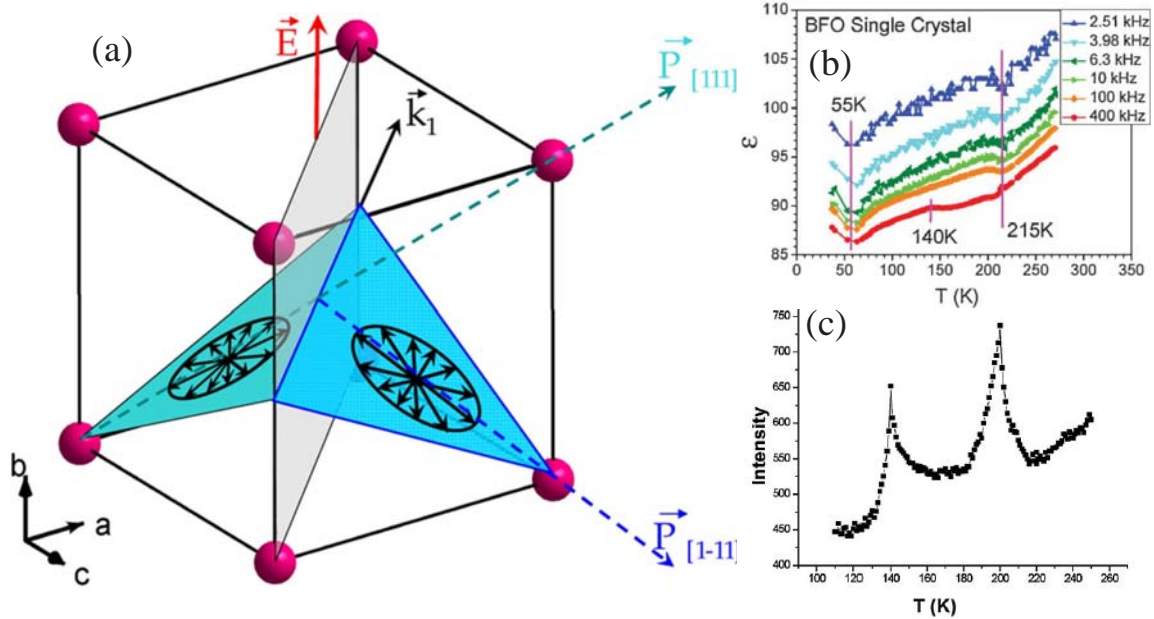 (a)
E
P [111]
k1
P [1-11]
b
a
c
(b)
BFO Single Crystal
2.51 kHz
3.98 kHz
6.3 kHz
10 kHz
100 kHz
400 kHz
55K
140K
215K
110
105
100
95
90
85
ε
0 50 100 150 200 250 300 350
T (K)
(c)
750
700
650
600
550
500
450
400
Intensity
100 120 140 160 180 200 220 240 260
T (K)